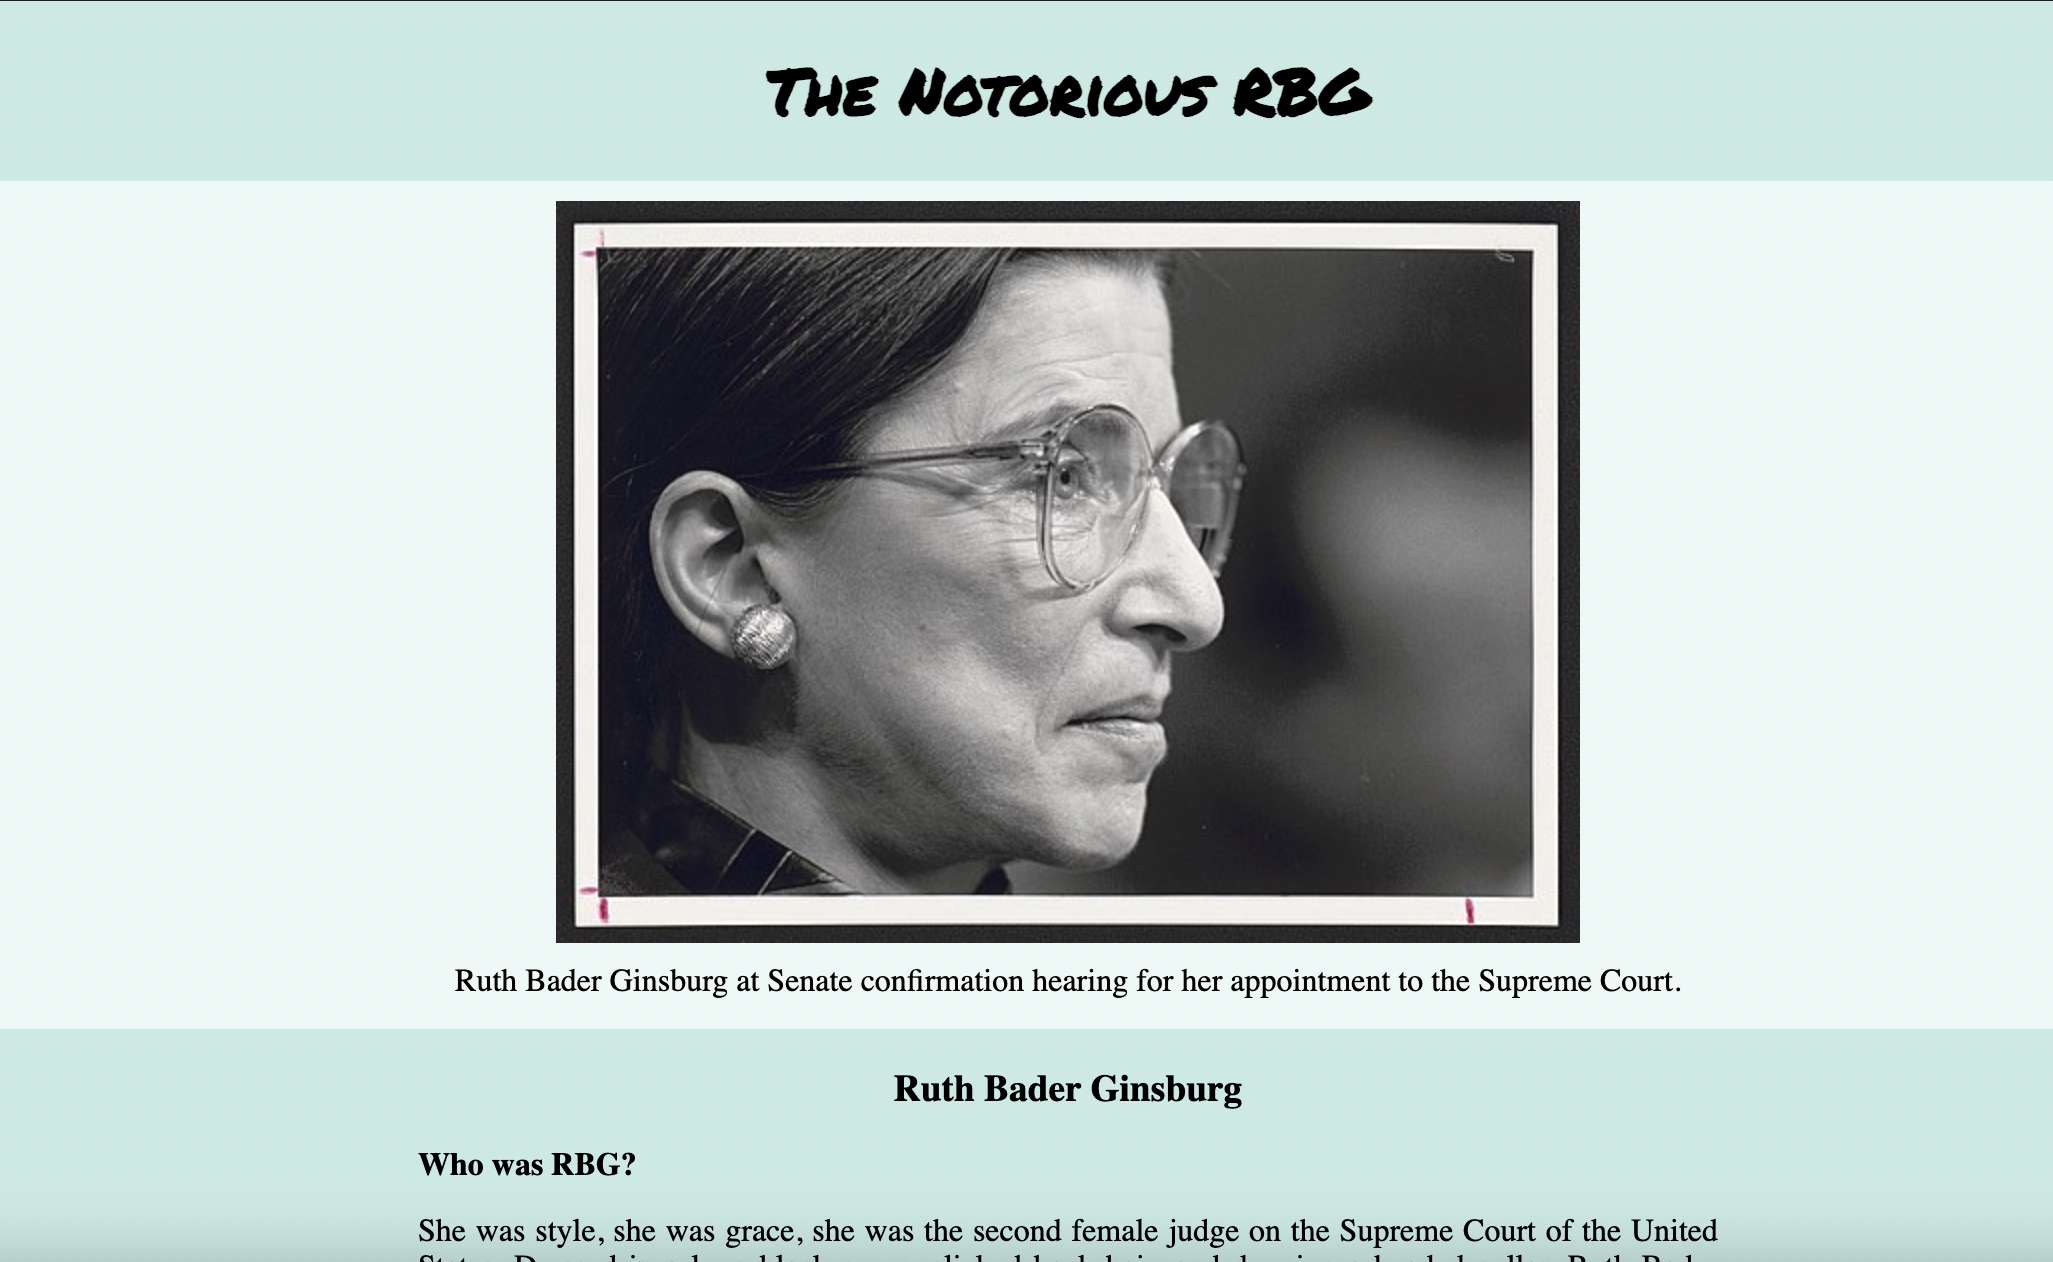 The Notorious RBG
Ruth Bader Ginsburg at Senate confirmation hearing for her appointment to the Supreme Court.
Ruth Bader Ginsburg
Who was RBG?
She was style, she was grace, she was the second female judge on the Supreme Court of the United